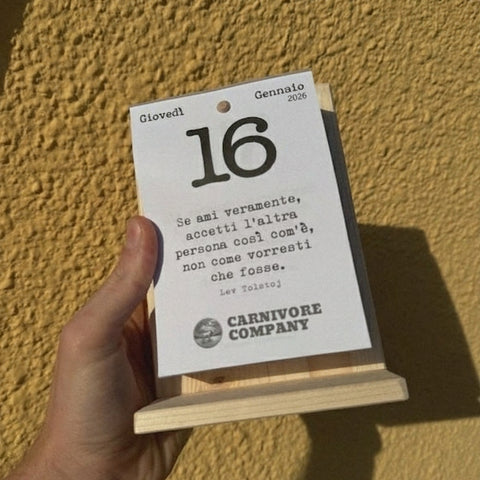 Giovedì
Gennaio
2026
16
Se ami veramente,
accetti l'altra
persona così com'è,
non come vorresti
che fosse.
Lev Tolstoj
CARNIVORE
COMPANY